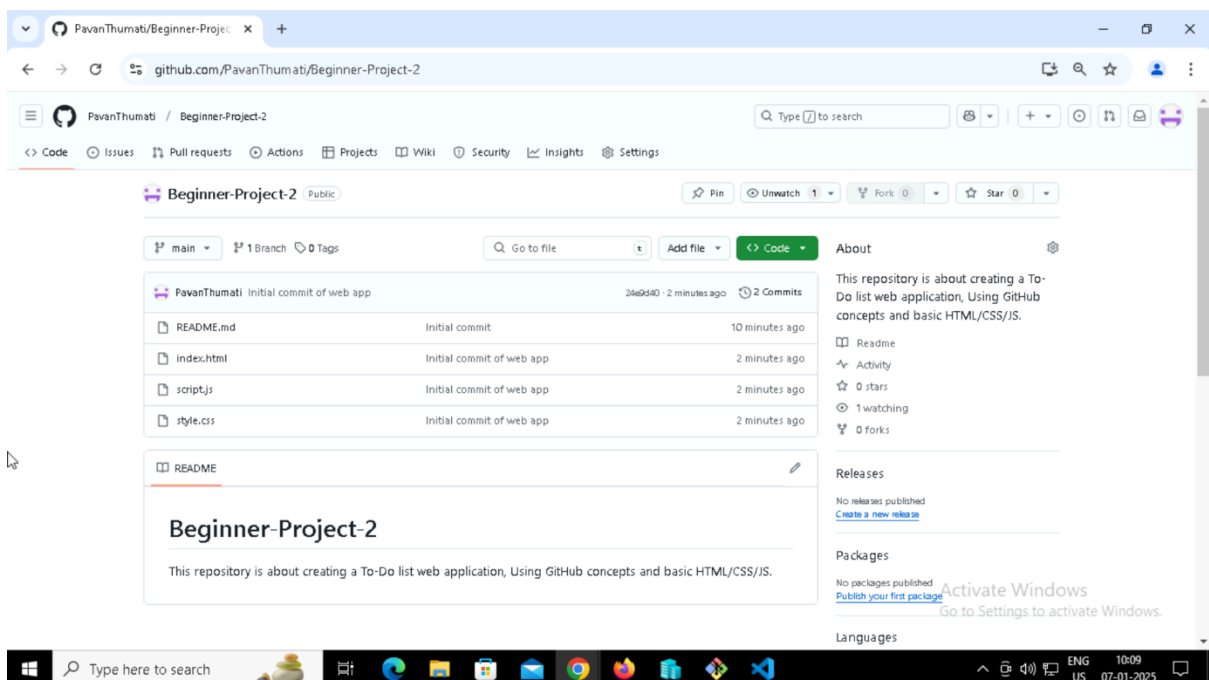 PavanThumati/Beginner-Projec
github.com/PavanThumati/Beginner-Project-2
PavanThumati / Beginner-Project-2
Type / to search
Code Issues Pull requests Actions Projects Wiki Security Insights Settings
Beginner-Project-2 Public
Pin Unwatch 1 Fork 0 Star 0
main 1 Branch 0 Tags Go to file t Add file Code
About
This repository is about creating a To-
Do list web application, Using GitHub
concepts and basic HTML/CSS/JS.
PavanThumati Initial commit of web app 24e9d40 · 2 minutes ago 2 Commits
README.md Initial commit 10 minutes ago
index.html Initial commit of web app 2 minutes ago
script.js Initial commit of web app 2 minutes ago
style.css Initial commit of web app 2 minutes ago
Readme
Activity
0 stars
1 watching
0 forks
README
Beginner-Project-2
This repository is about creating a To-Do list web application, Using GitHub concepts and basic HTML/CSS/JS.
Releases
No releases published
Create a new release
Packages
No packages published
Publish your first package
Languages
Activate Windows
Go to Settings to activate Windows.
Type here to search
ENG
US
10:09
07-01-2025